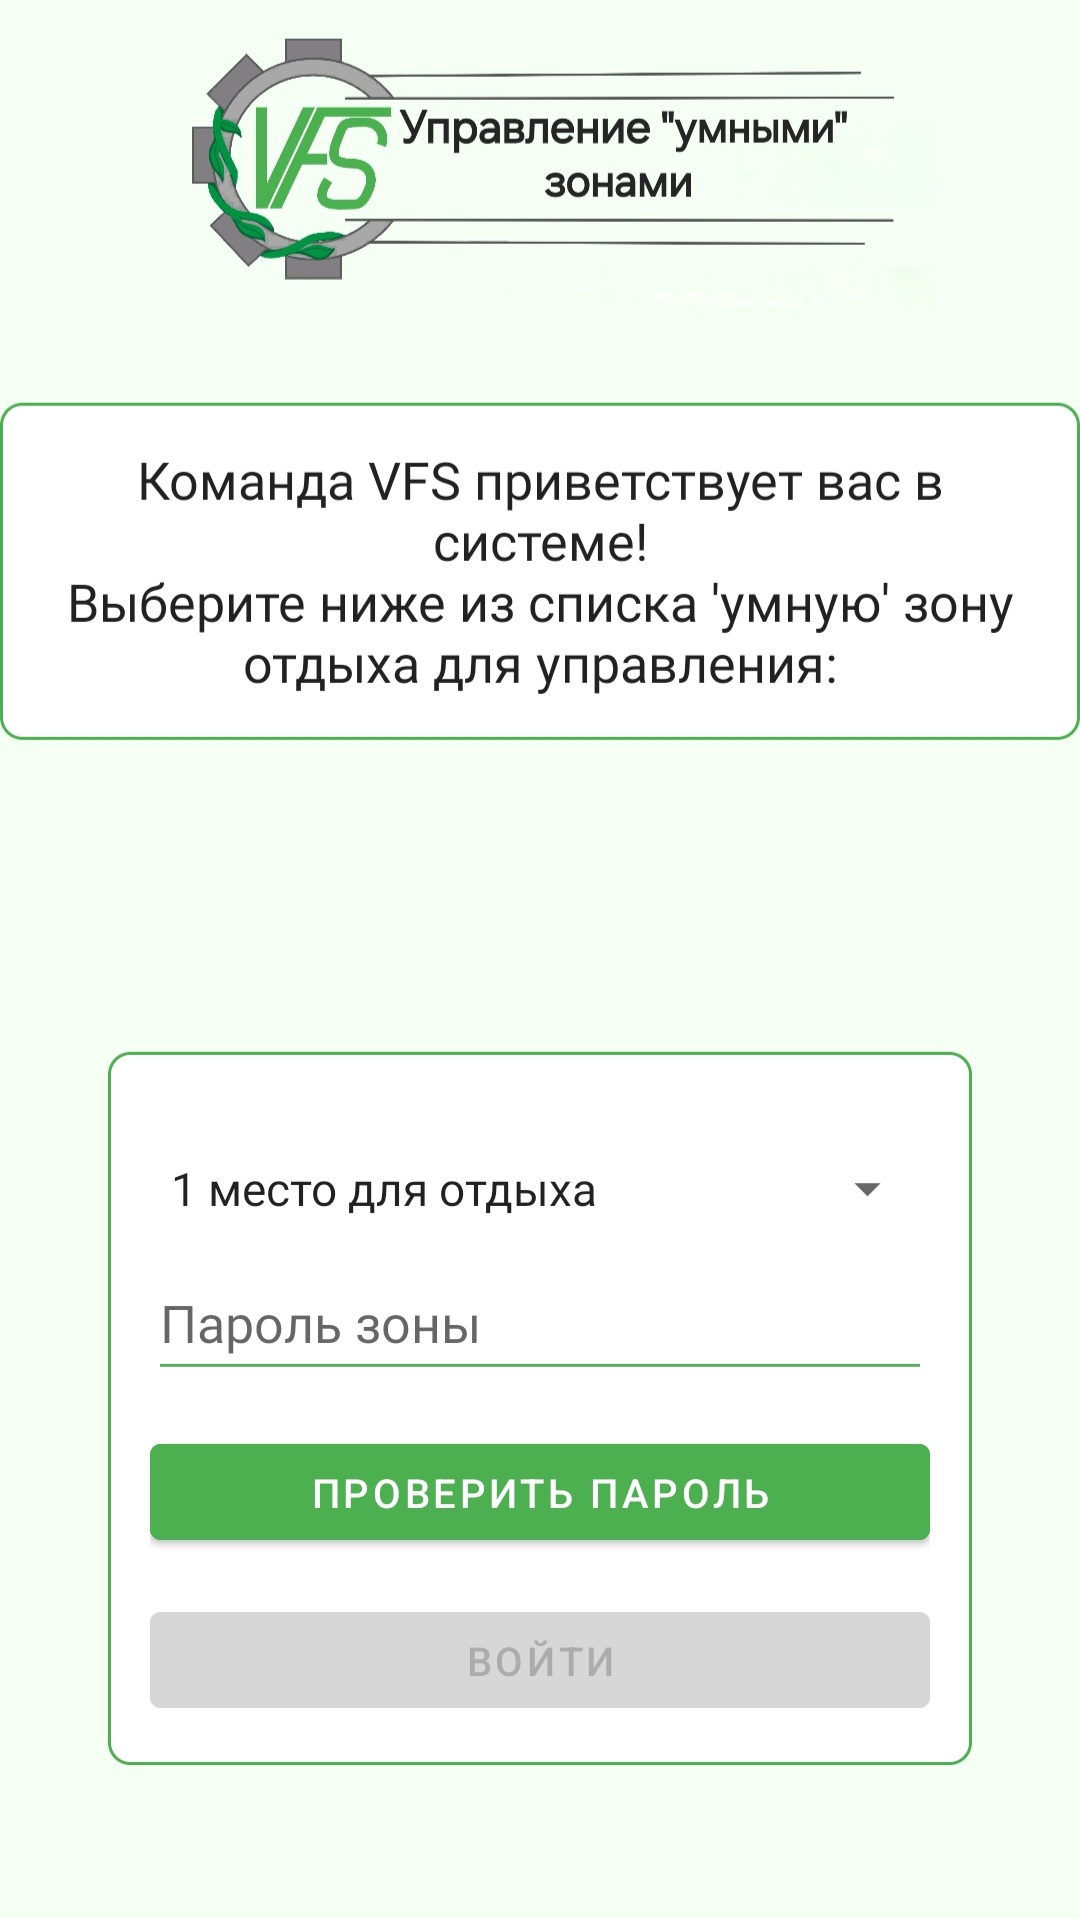 VFS
Управление "умными"
зонами
Команда VFS приветствует вас в
системе!
Выберите ниже из списка 'умную' зону
отдыха для управления:
1 место для отдыха
Пароль зоны
ПРОВЕРИТЬ ПАРОЛЬ
ВОЙТИ